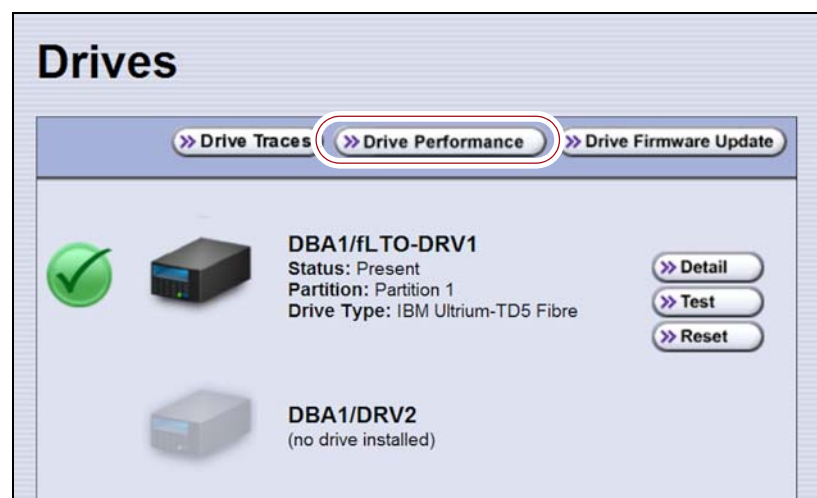 Drives
Drive Traces
Drive Performance
Drive Firmware Update
DBA1/fLTO-DRV1
Status: Present
Partition: Partition 1
Drive Type: IBM Ultrium-TD5 Fibre
Detail
Test
Reset
DBA1/DRV2
(no drive installed)